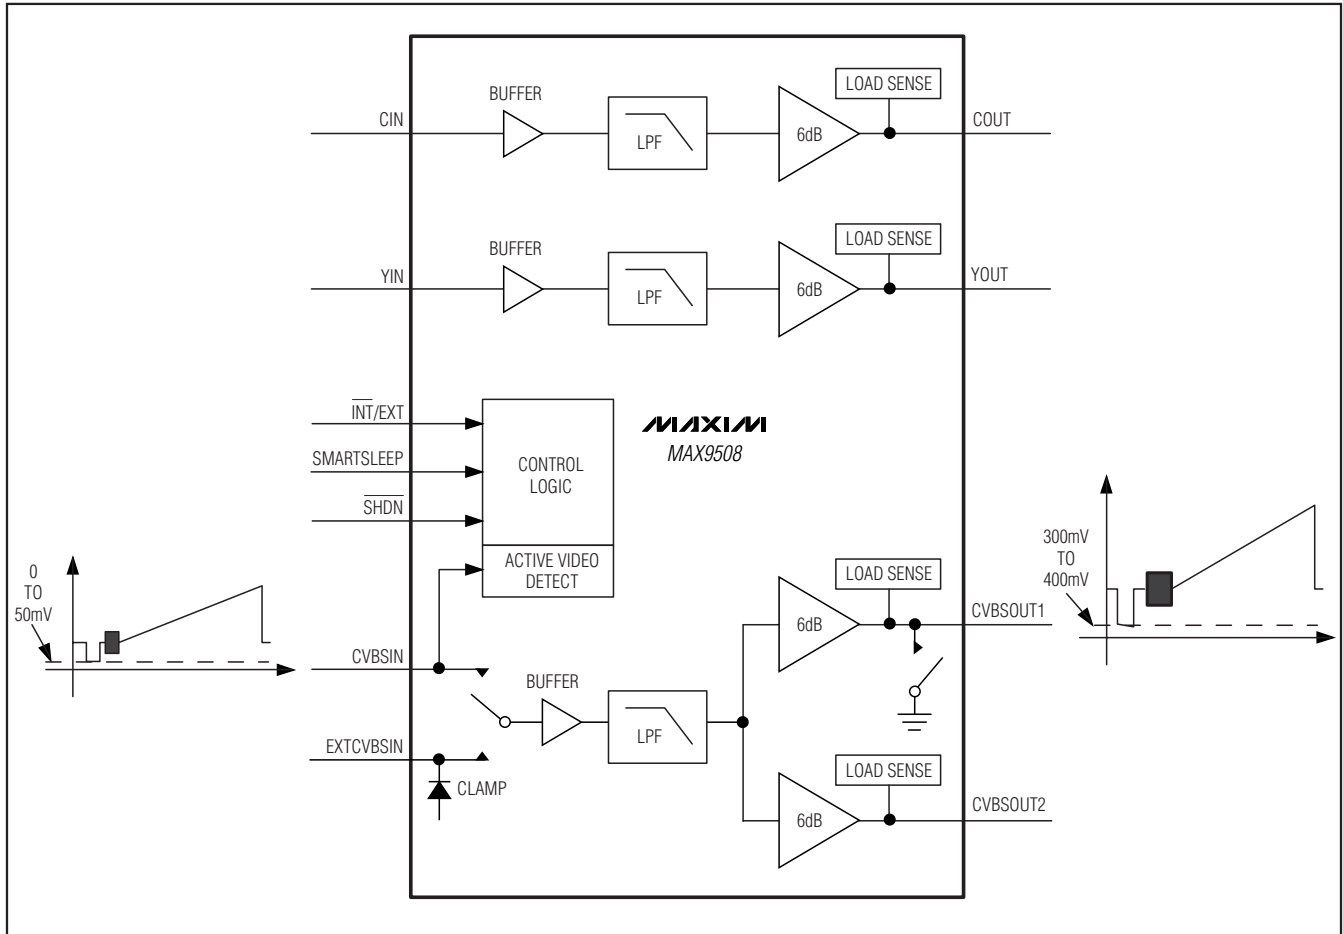 LOAD SENSE
BUFFER
CIN
LPF
6dB
COUT
LOAD SENSE
BUFFER
YIN
LPF
6dB
YOUT
INT/EXT
SMARTSLEEP
SHDN
CONTROL
LOGIC
ACTIVE VIDEO
DETECT
MAXIM
MAX9508
0
TO
50mV
300mV
TO
400mV
LOAD SENSE
6dB
CVBSOUT1
CVBSIN
BUFFER
LPF
EXTCVBSIN
CLAMP
LOAD SENSE
6dB
CVBSOUT2